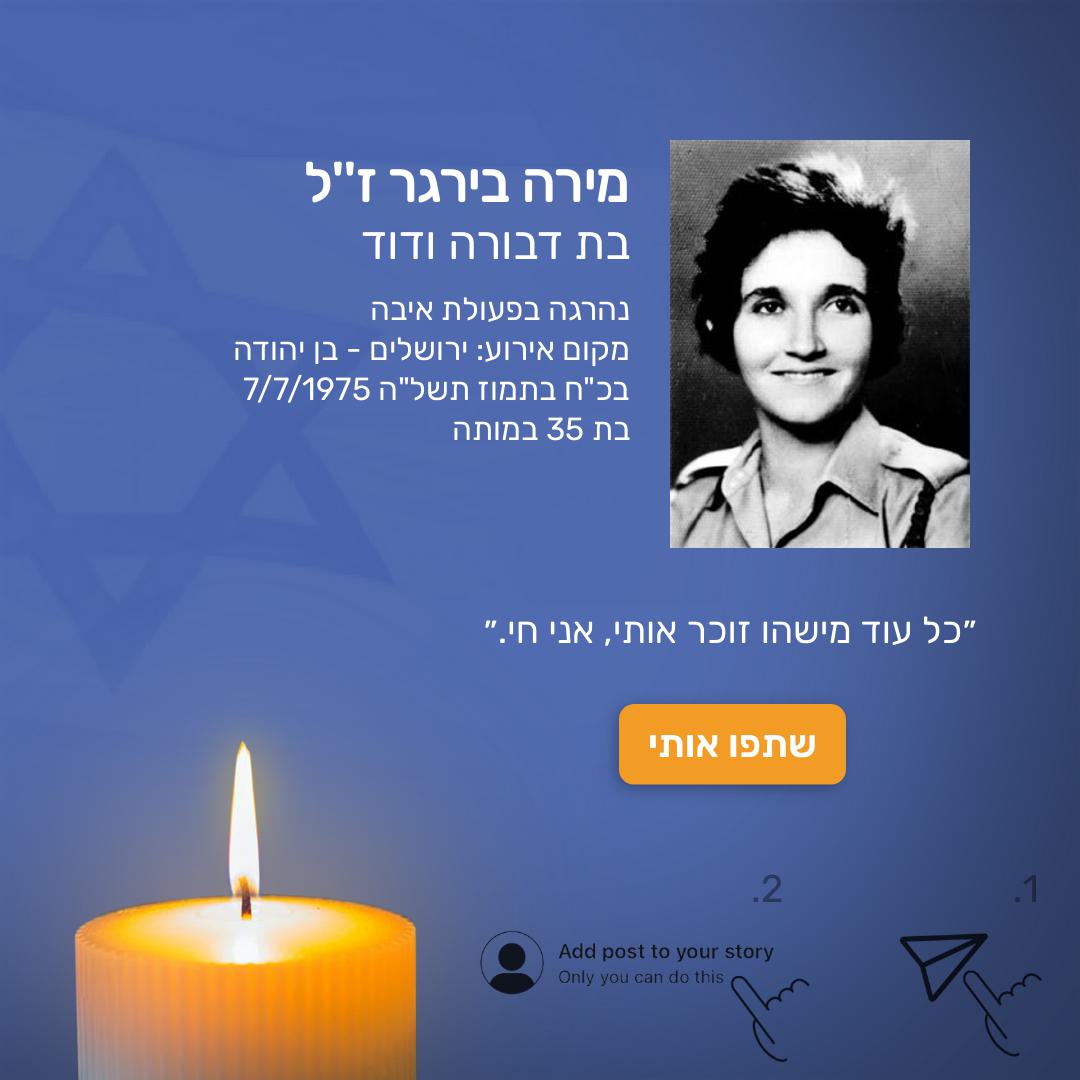 מירה בירגר ז"ל
בת דבורה ודוד
נהרגה בפעולת איבה
מקום אירוע: ירושלים - בן יהודה
בכ"ח בתמוז תשל"ה 7/7/1975
בת 35 במותה
״כל עוד מישהו זוכר אותי, אני חי.״
שתפו אותי
1.
2.
Add post to your story
Only you can do this